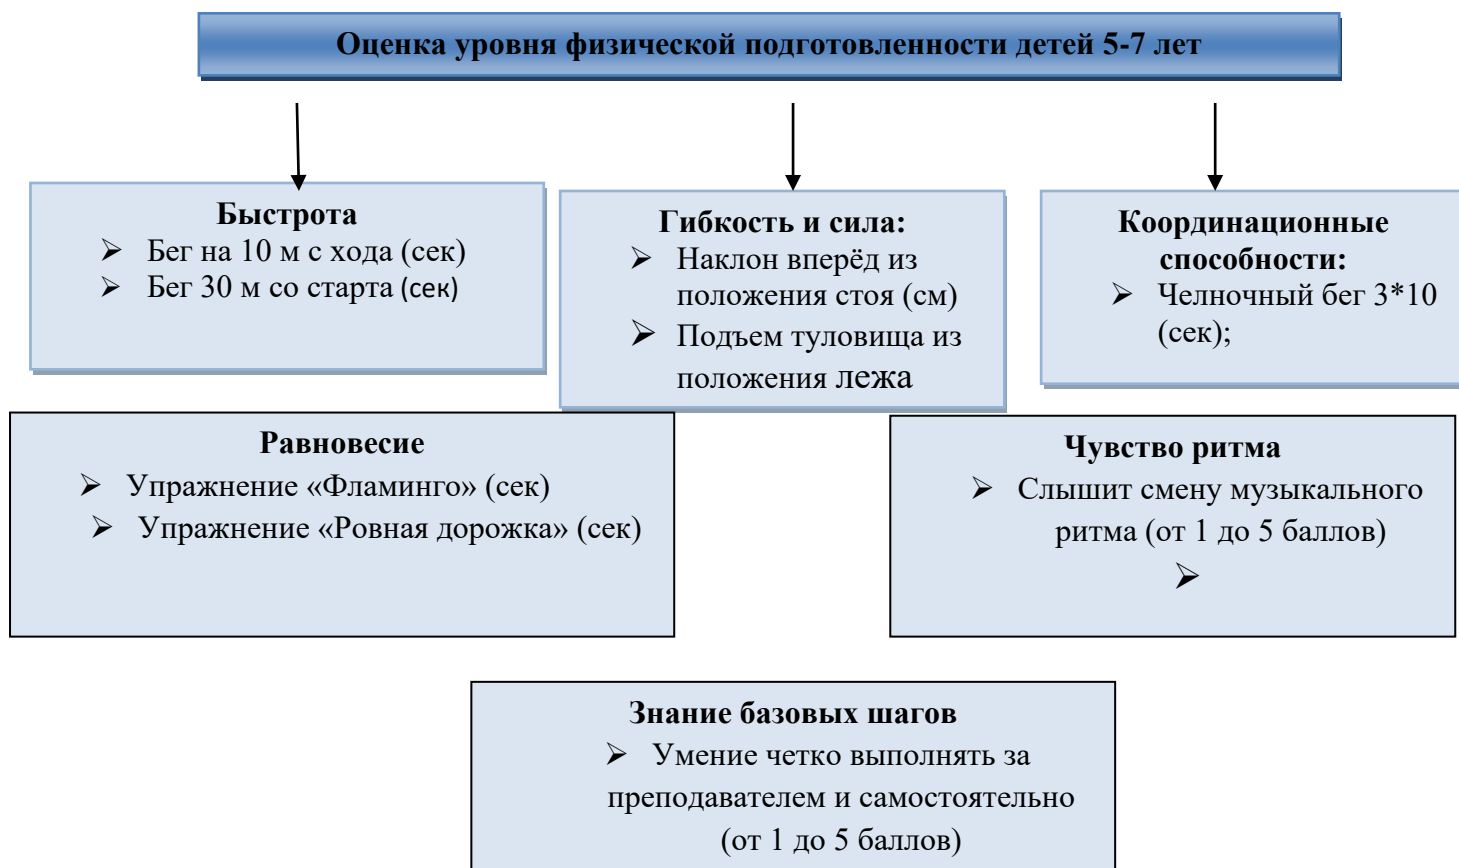 Оценка уровня физической подготовленности детей 5-7 лет
Быстрота
➢ Бег на 10 м с хода (сек)
➢ Бег 30 м со старта (сек)
Гибкость и сила:
➢ Наклон вперёд из
положения стоя (см)
➢ Подъем туловища из
положения лежа
Координационные
способности:
➢ Челночный бег 3*10
(сек);
Равновесие
➢ Упражнение «Фламинго» (сек)
➢ Упражнение «Ровная дорожка» (сек)
Чувство ритма
➢ Слышит смену музыкального
ритма (от 1 до 5 баллов)
➢
Знание базовых шагов
➢ Умение четко выполнять за
преподавателем и самостоятельно
(от 1 до 5 баллов)